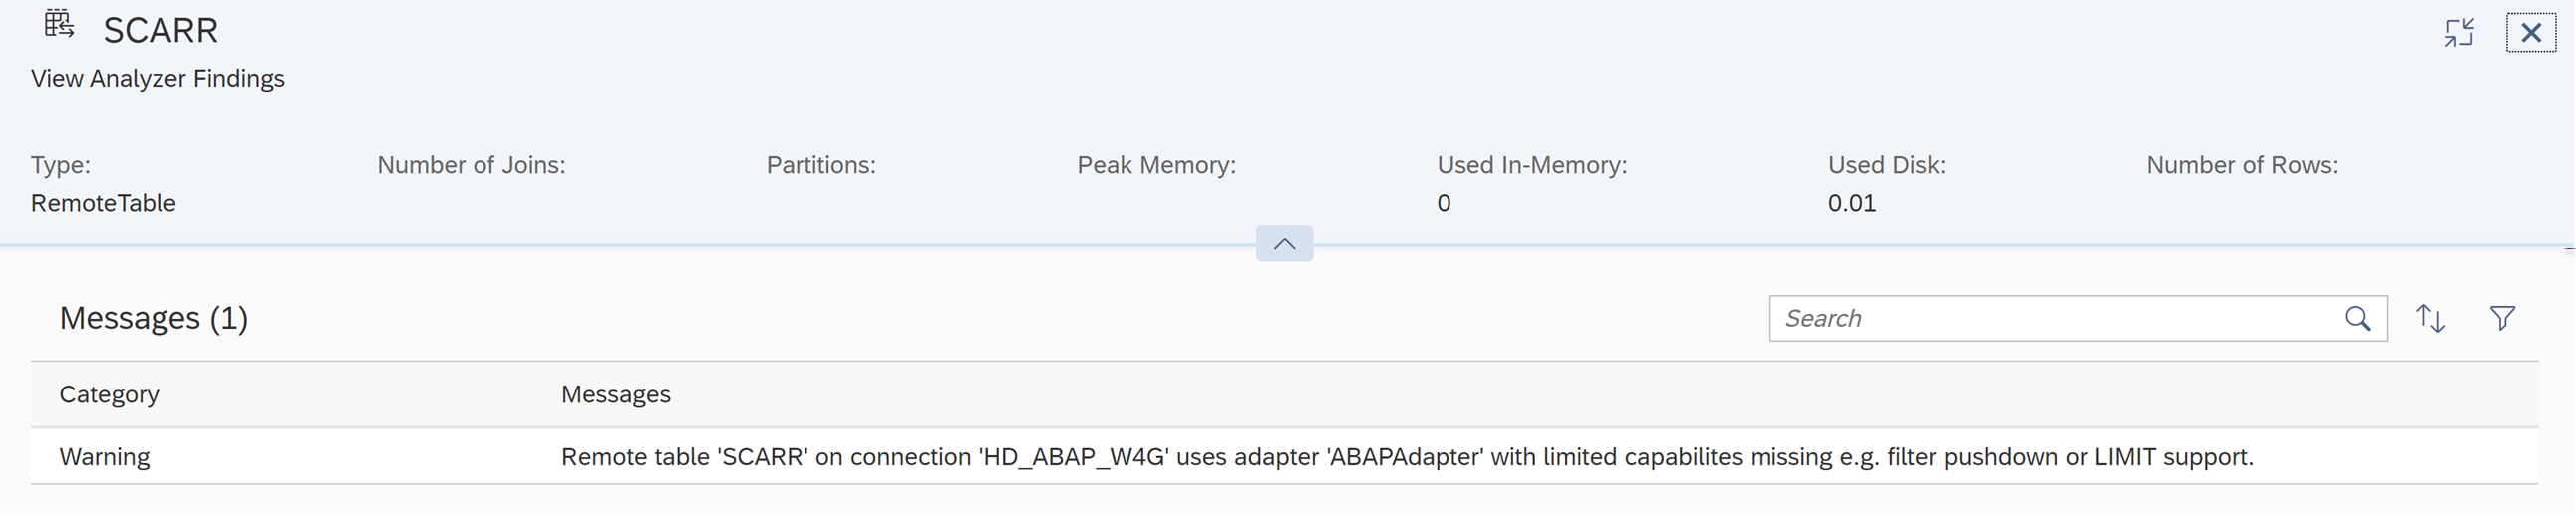 SCARR
View Analyzer Findings
Type: Number of Joins: Partitions: Peak Memory: Used In-Memory: Used Disk: Number of Rows:
RemoteTable 0 0.01
Messages (1) Search
Category Messages
Warning Remote table 'SCARR' on connection 'HD_ABAP_W4G' uses adapter 'ABAPAdapter' with limited capabilites missing e.g. filter pushdown or LIMIT support.